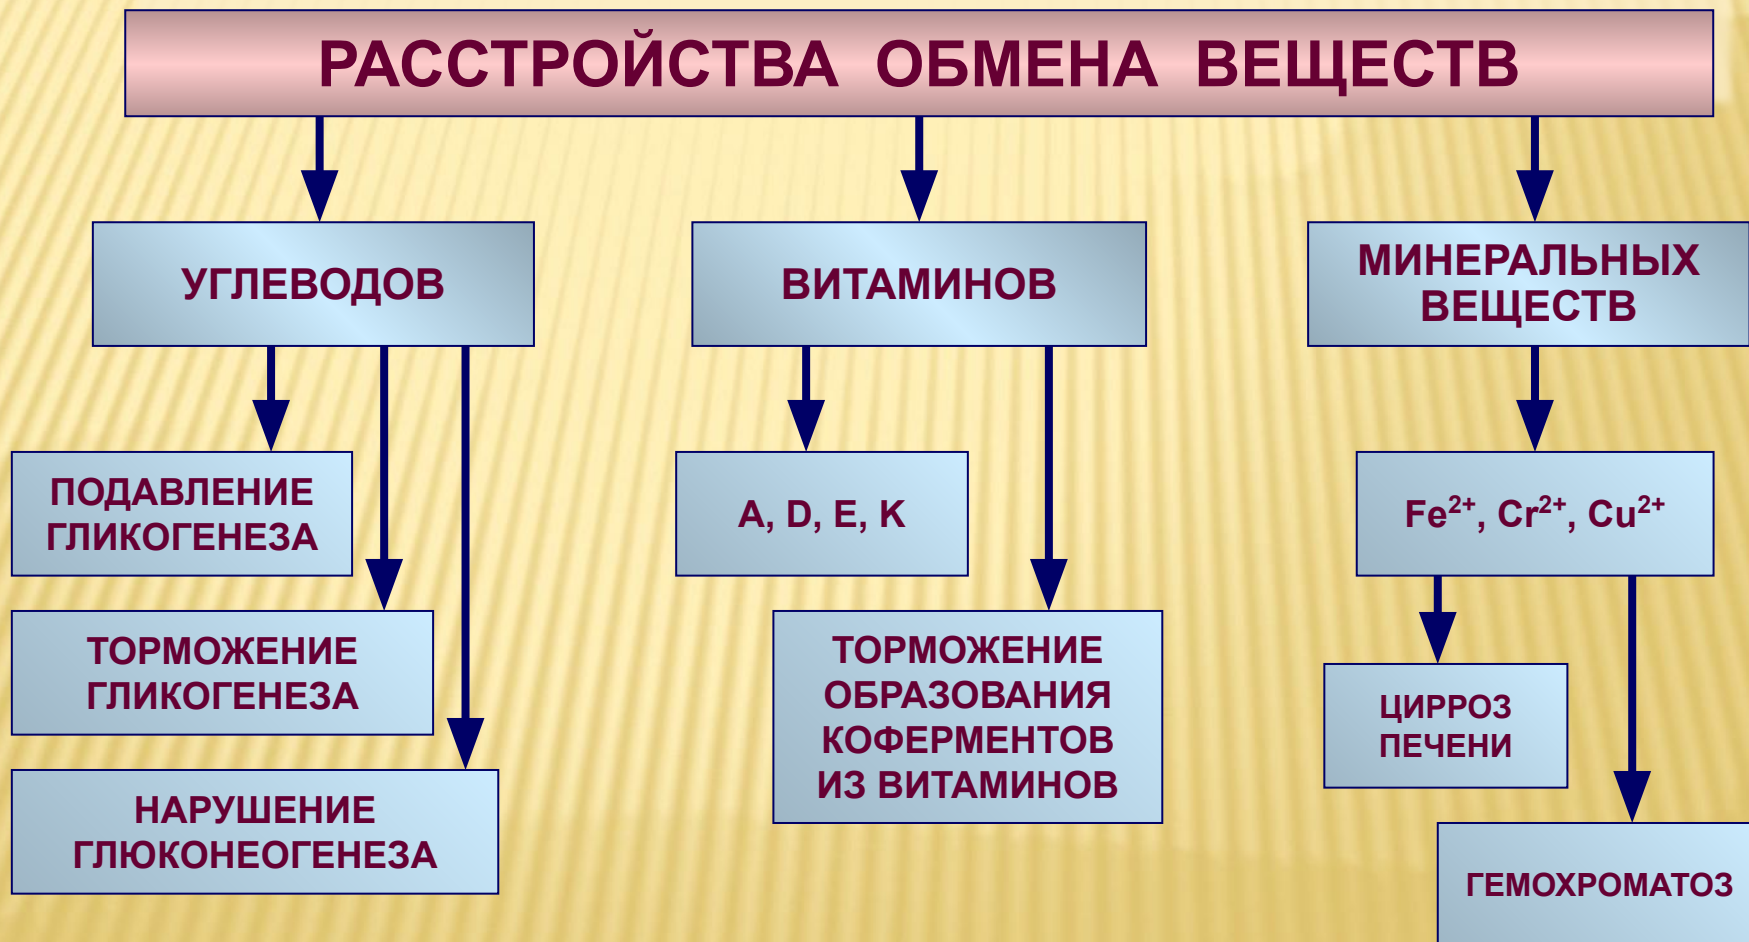 РАССТРОЙСТВА ОБМЕНА ВЕЩЕСТВ
УГЛЕВОДОВ
ВИТАМИНОВ
МИНЕРАЛЬНЫХ
ВЕЩЕСТВ
ПОДАВЛЕНИЕ
ГЛИКОГЕНЕЗА
A, D, E, K
Fe²⁺, Cr²⁺, Cu²⁺
ТОРМОЖЕНИЕ
ГЛИКОГЕНЕЗА
ТОРМОЖЕНИЕ
ОБРАЗОВАНИЯ
КОФЕРМЕНТОВ
ИЗ ВИТАМИНОВ
ЦИРРОЗ
ПЕЧЕНИ
НАРУШЕНИЕ
ГЛЮКОНЕОГЕНЕЗА
ГЕМОХРОМАТОЗ